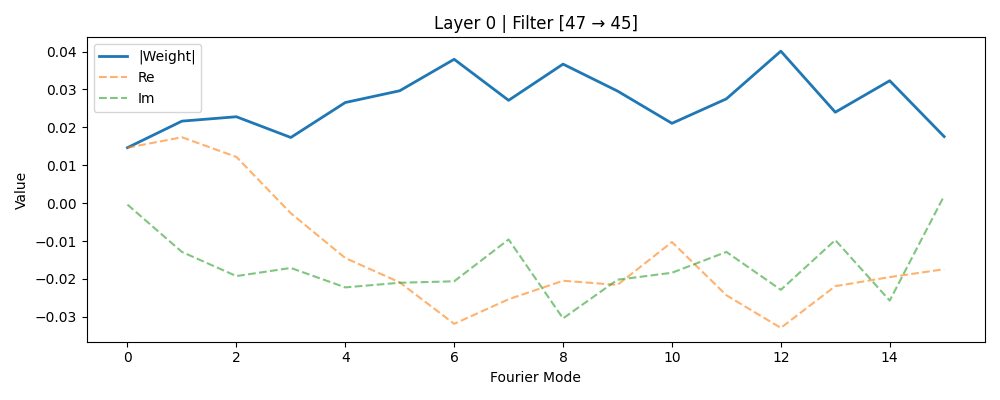 Layer 0 | Filter [47 → 45]
|Weight|
Re
Im
0.04
0.03
0.02
0.01
0.00
−0.01
−0.02
−0.03
Value
0 2 4 6 8 10 12 14
Fourier Mode